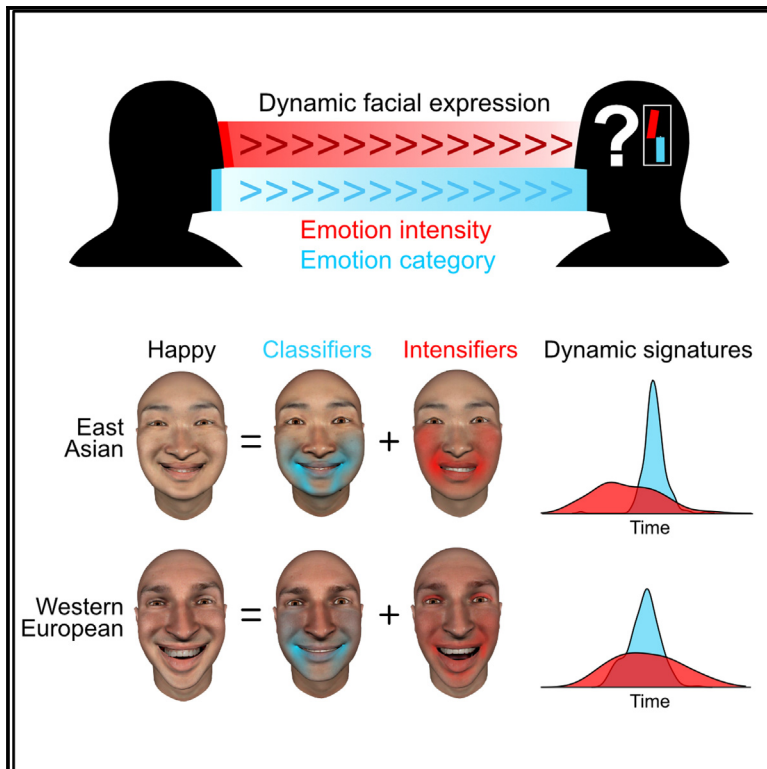 Dynamic facial expression
?
>>>>>>>>>>>>>
>>>>>>>>>>>>>
Emotion intensity
Emotion category
Happy Classifiers Intensifiers Dynamic signatures
East
Asian
= +
Time
Western
European
= +
Time